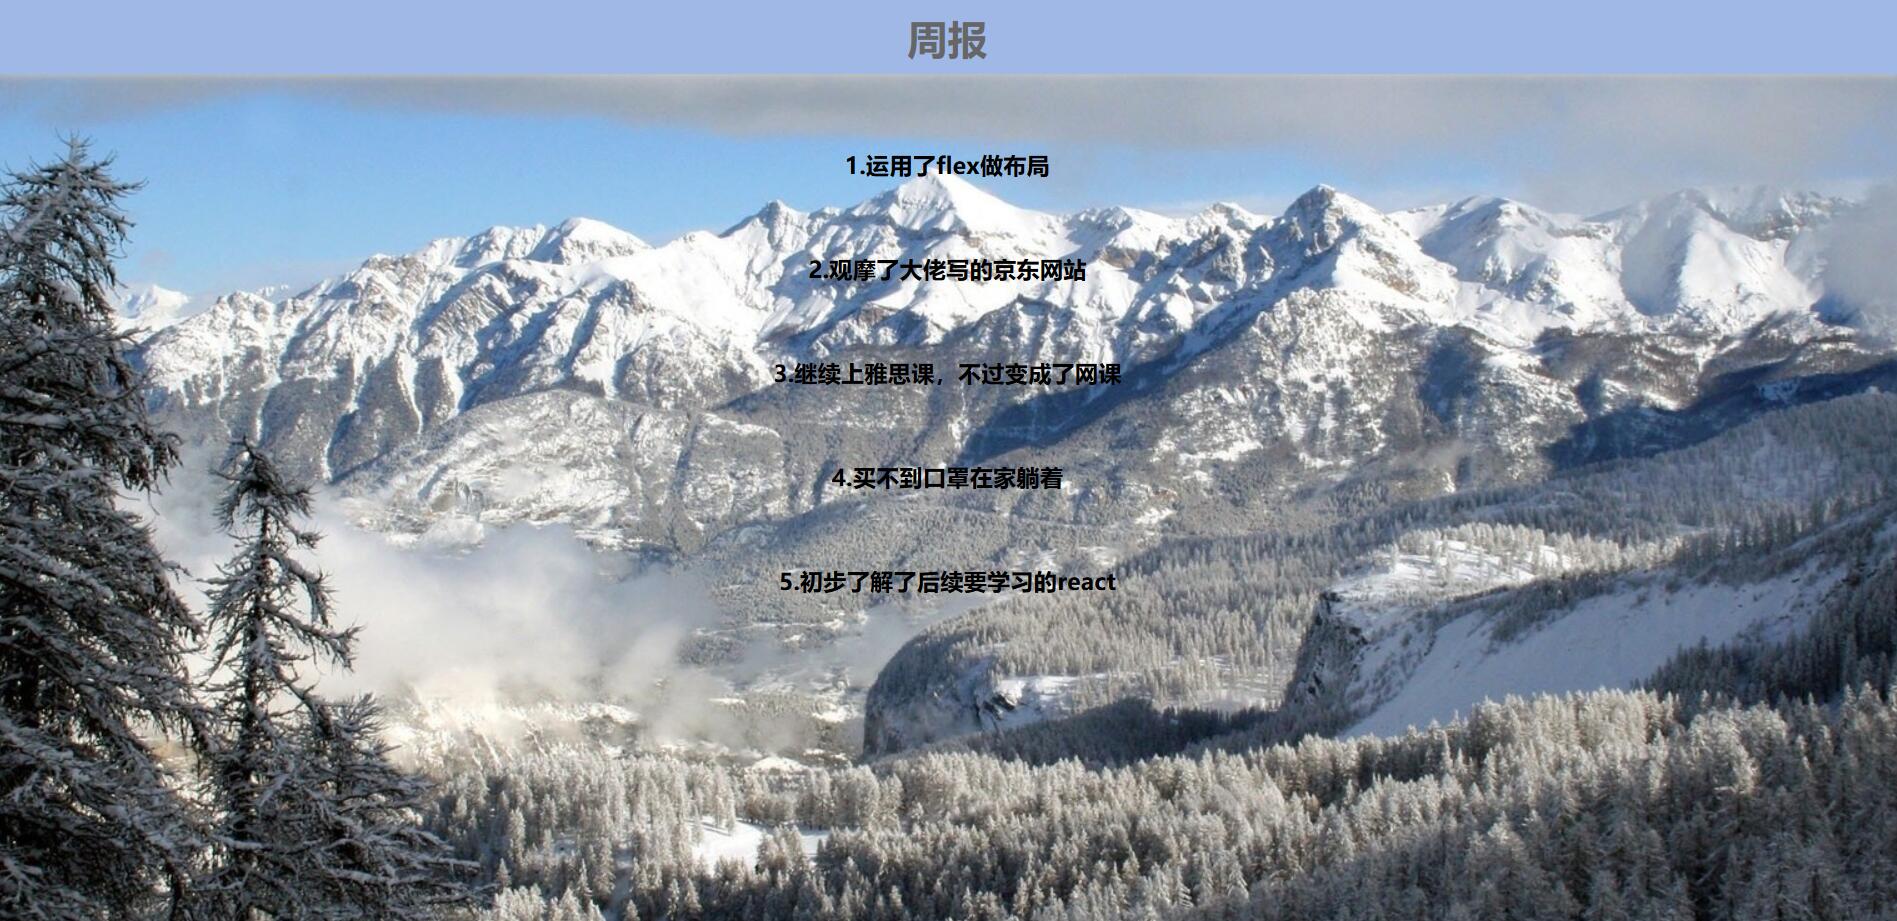 周报
1.运用了flex做布局
2.观摩了大佬写的京东网站
3.继续上雅思课，不过变成了网课
4.买不到口罩在家躺着
5.初步了解了后续要学习的react